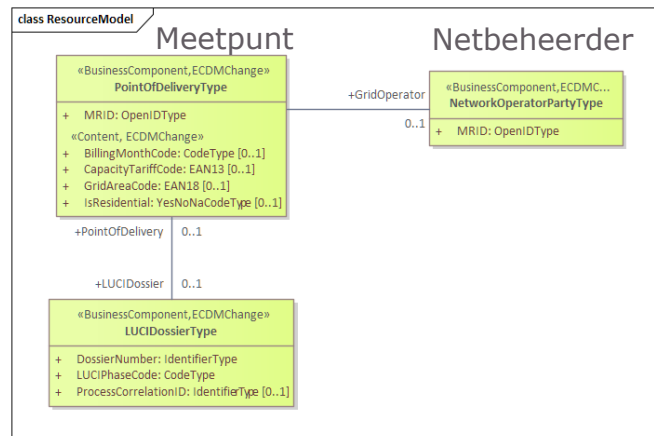 class ResourceModel
Meetpunt
Netbeheerder
«BusinessComponent,ECDMChange»
PointOfDeliveryType
+ MRID: OpenIDType
«Content, ECDMChange»
+ BillingMonthCode: CodeType [0..1]
+ CapacityTariffCode: EAN13 [0..1]
+ GridAreaCode: EAN18 [0..1]
+ IsResidential: YesNoNaCodeType [0..1]
+GridOperator
0..1
«BusinessComponent,ECDMC...
NetworkOperatorPartyType
+ MRID: OpenIDType
+PointOfDelivery 0..1
+LUCIDossier 0..1
«BusinessComponent,ECDMChange»
LUCIDossierType
+ DossierNumber: IdentifierType
+ LUCIPhaseCode: CodeType
+ ProcessCorrelationID: IdentifierType [0..1]